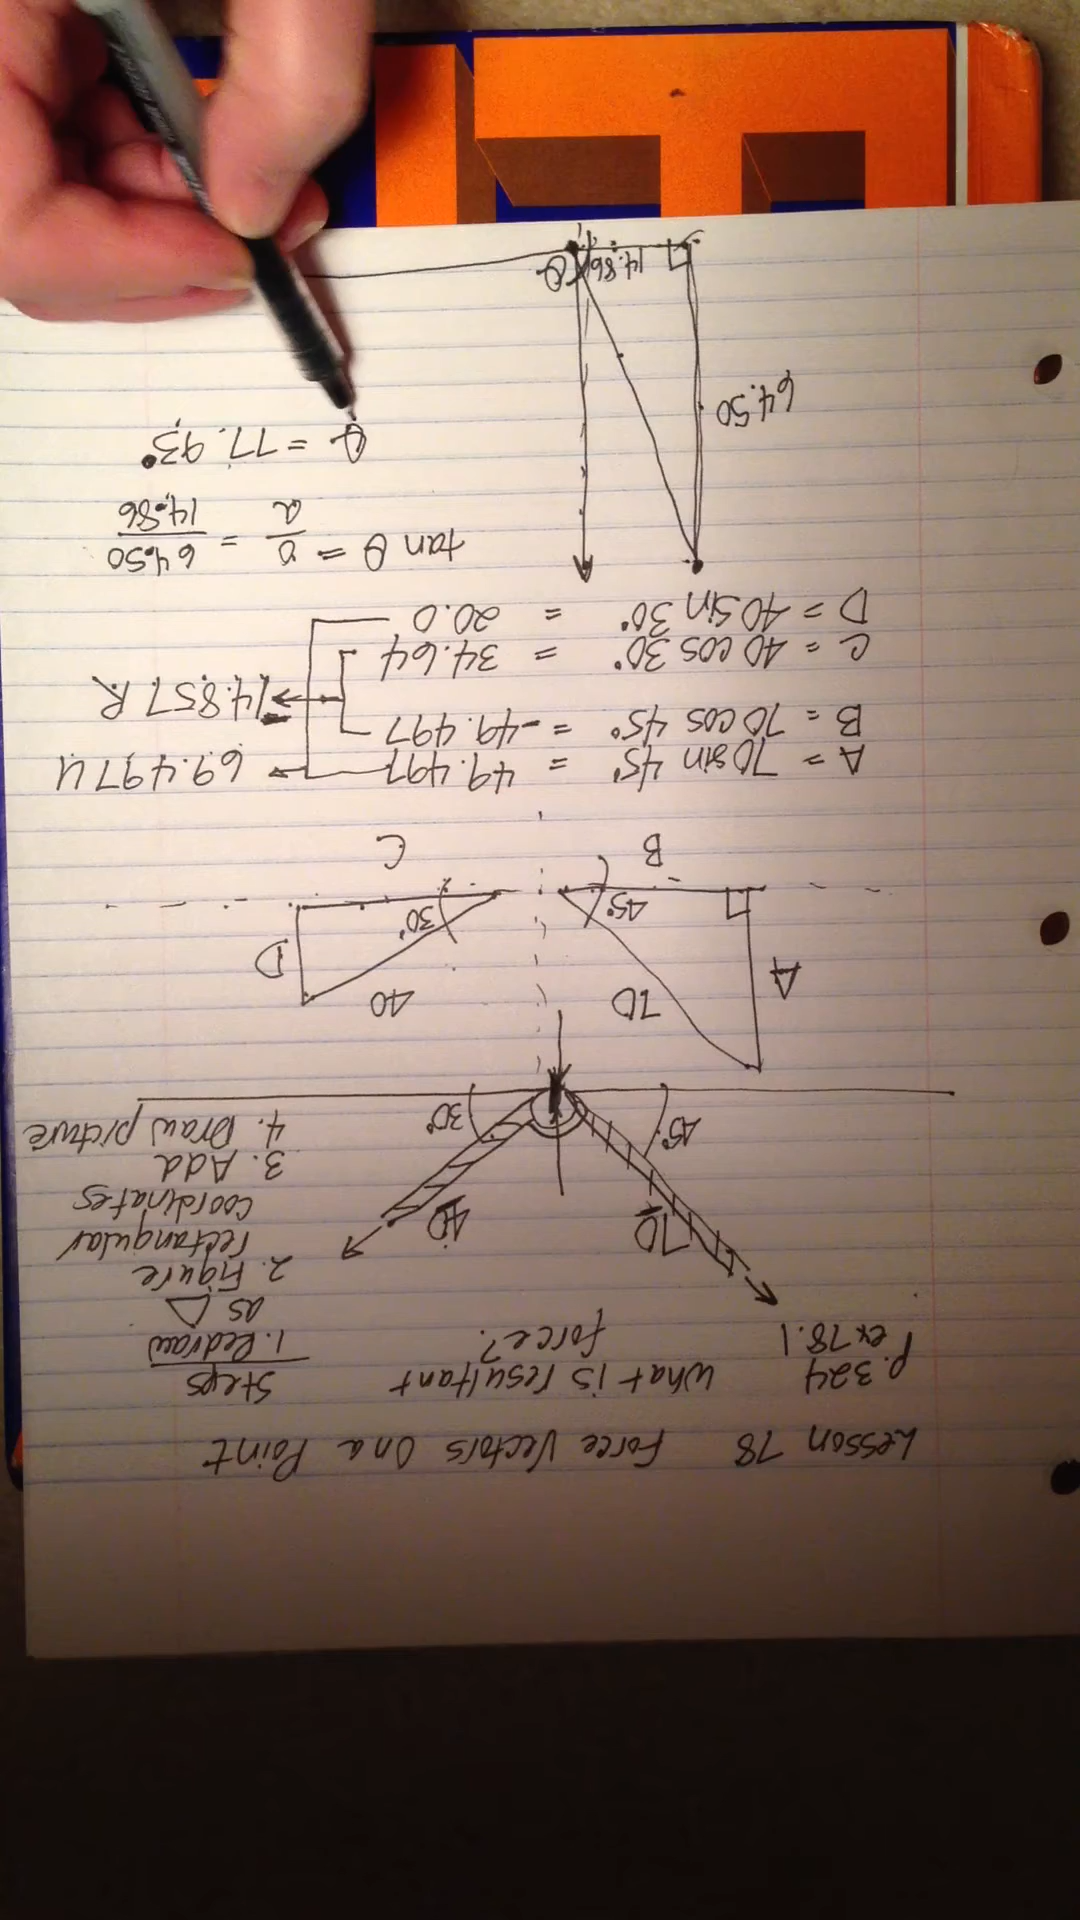 Lesson 78 Force Vectors On a Point
p. 324 What is resultant
ex 78.1 force?
Steps
1. Redraw
as △
2. Figure
rectangular
coordinates
3. Add
4. Draw picture
70 40
45° 30°
A 70 45° B
40 30° D C
A = 70 sin 45° = 49.497 → 69.497 U
B = 70 cos 45° = -49.497
-14.857 R
C = 40 cos 30° = 34.64
D = 40 sin 30° = 20.0
tan θ = o/a = 64.50/14.86
θ = 77.93°
64.50
14.86 θ